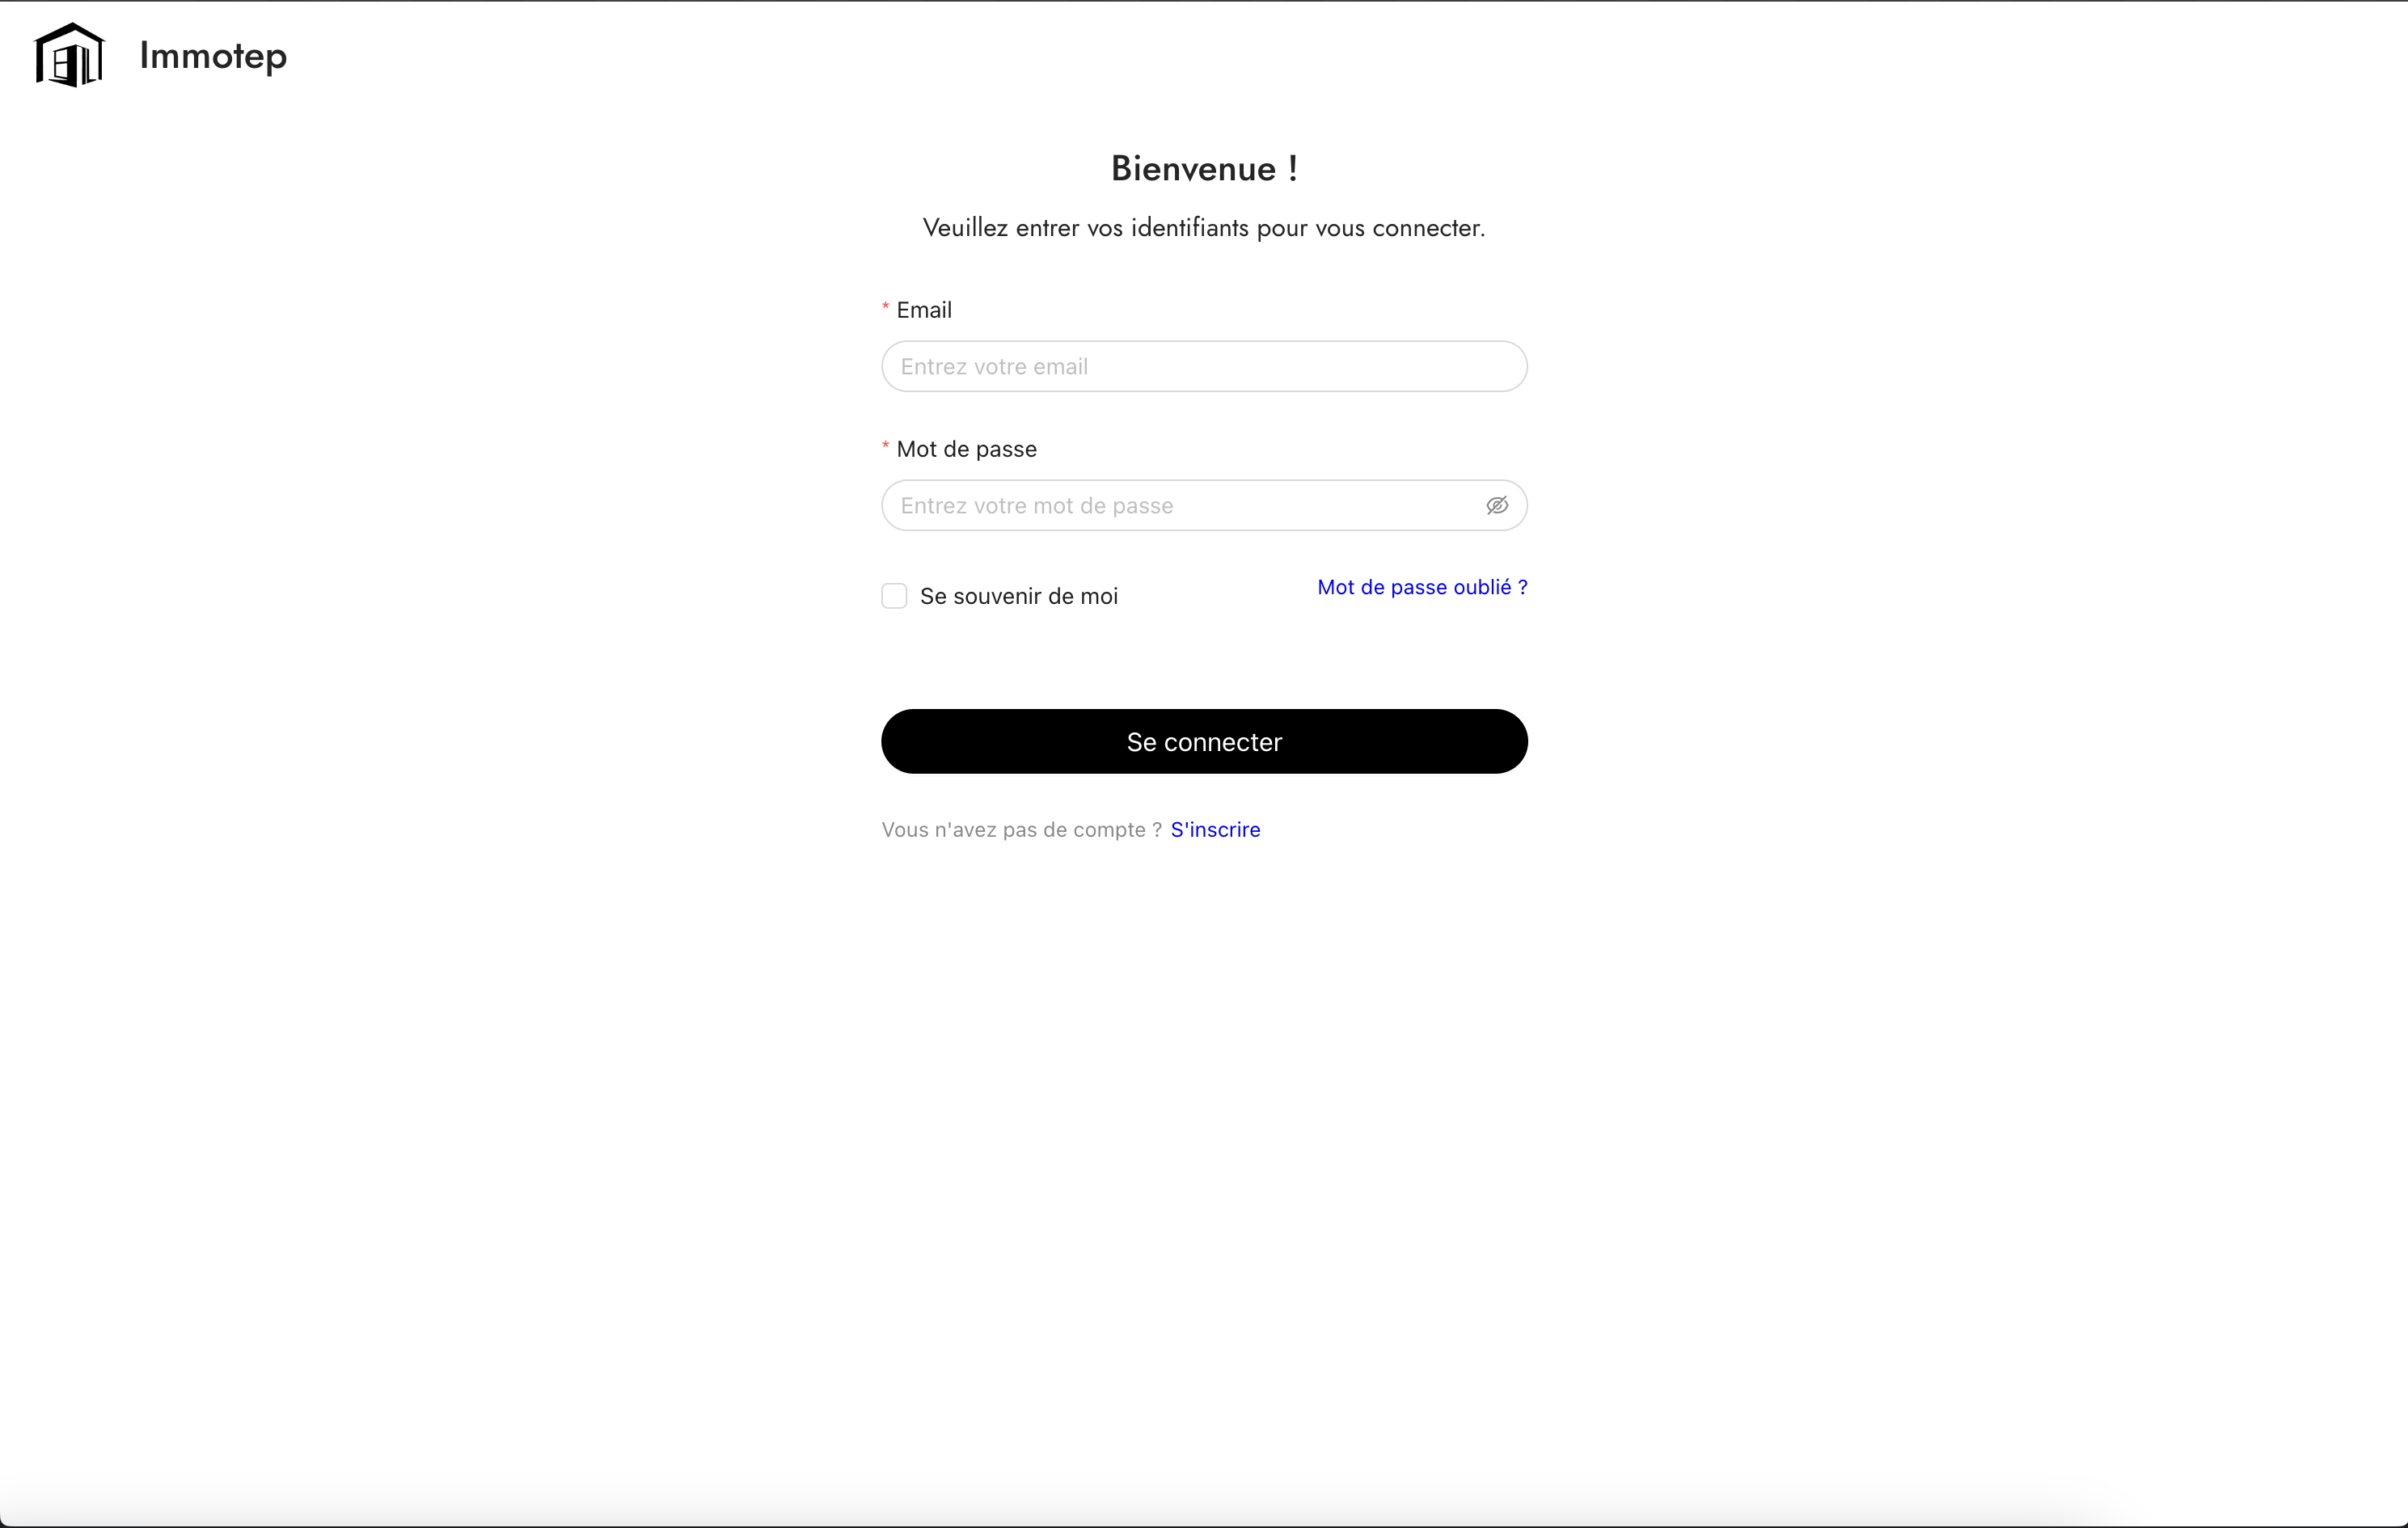 Immotep
Bienvenue !
Veuillez entrer vos identifiants pour vous connecter.
* Email
Entrez votre email
* Mot de passe
Entrez votre mot de passe
Se souvenir de moi
Mot de passe oublié ?
Se connecter
Vous n'avez pas de compte ? S'inscrire